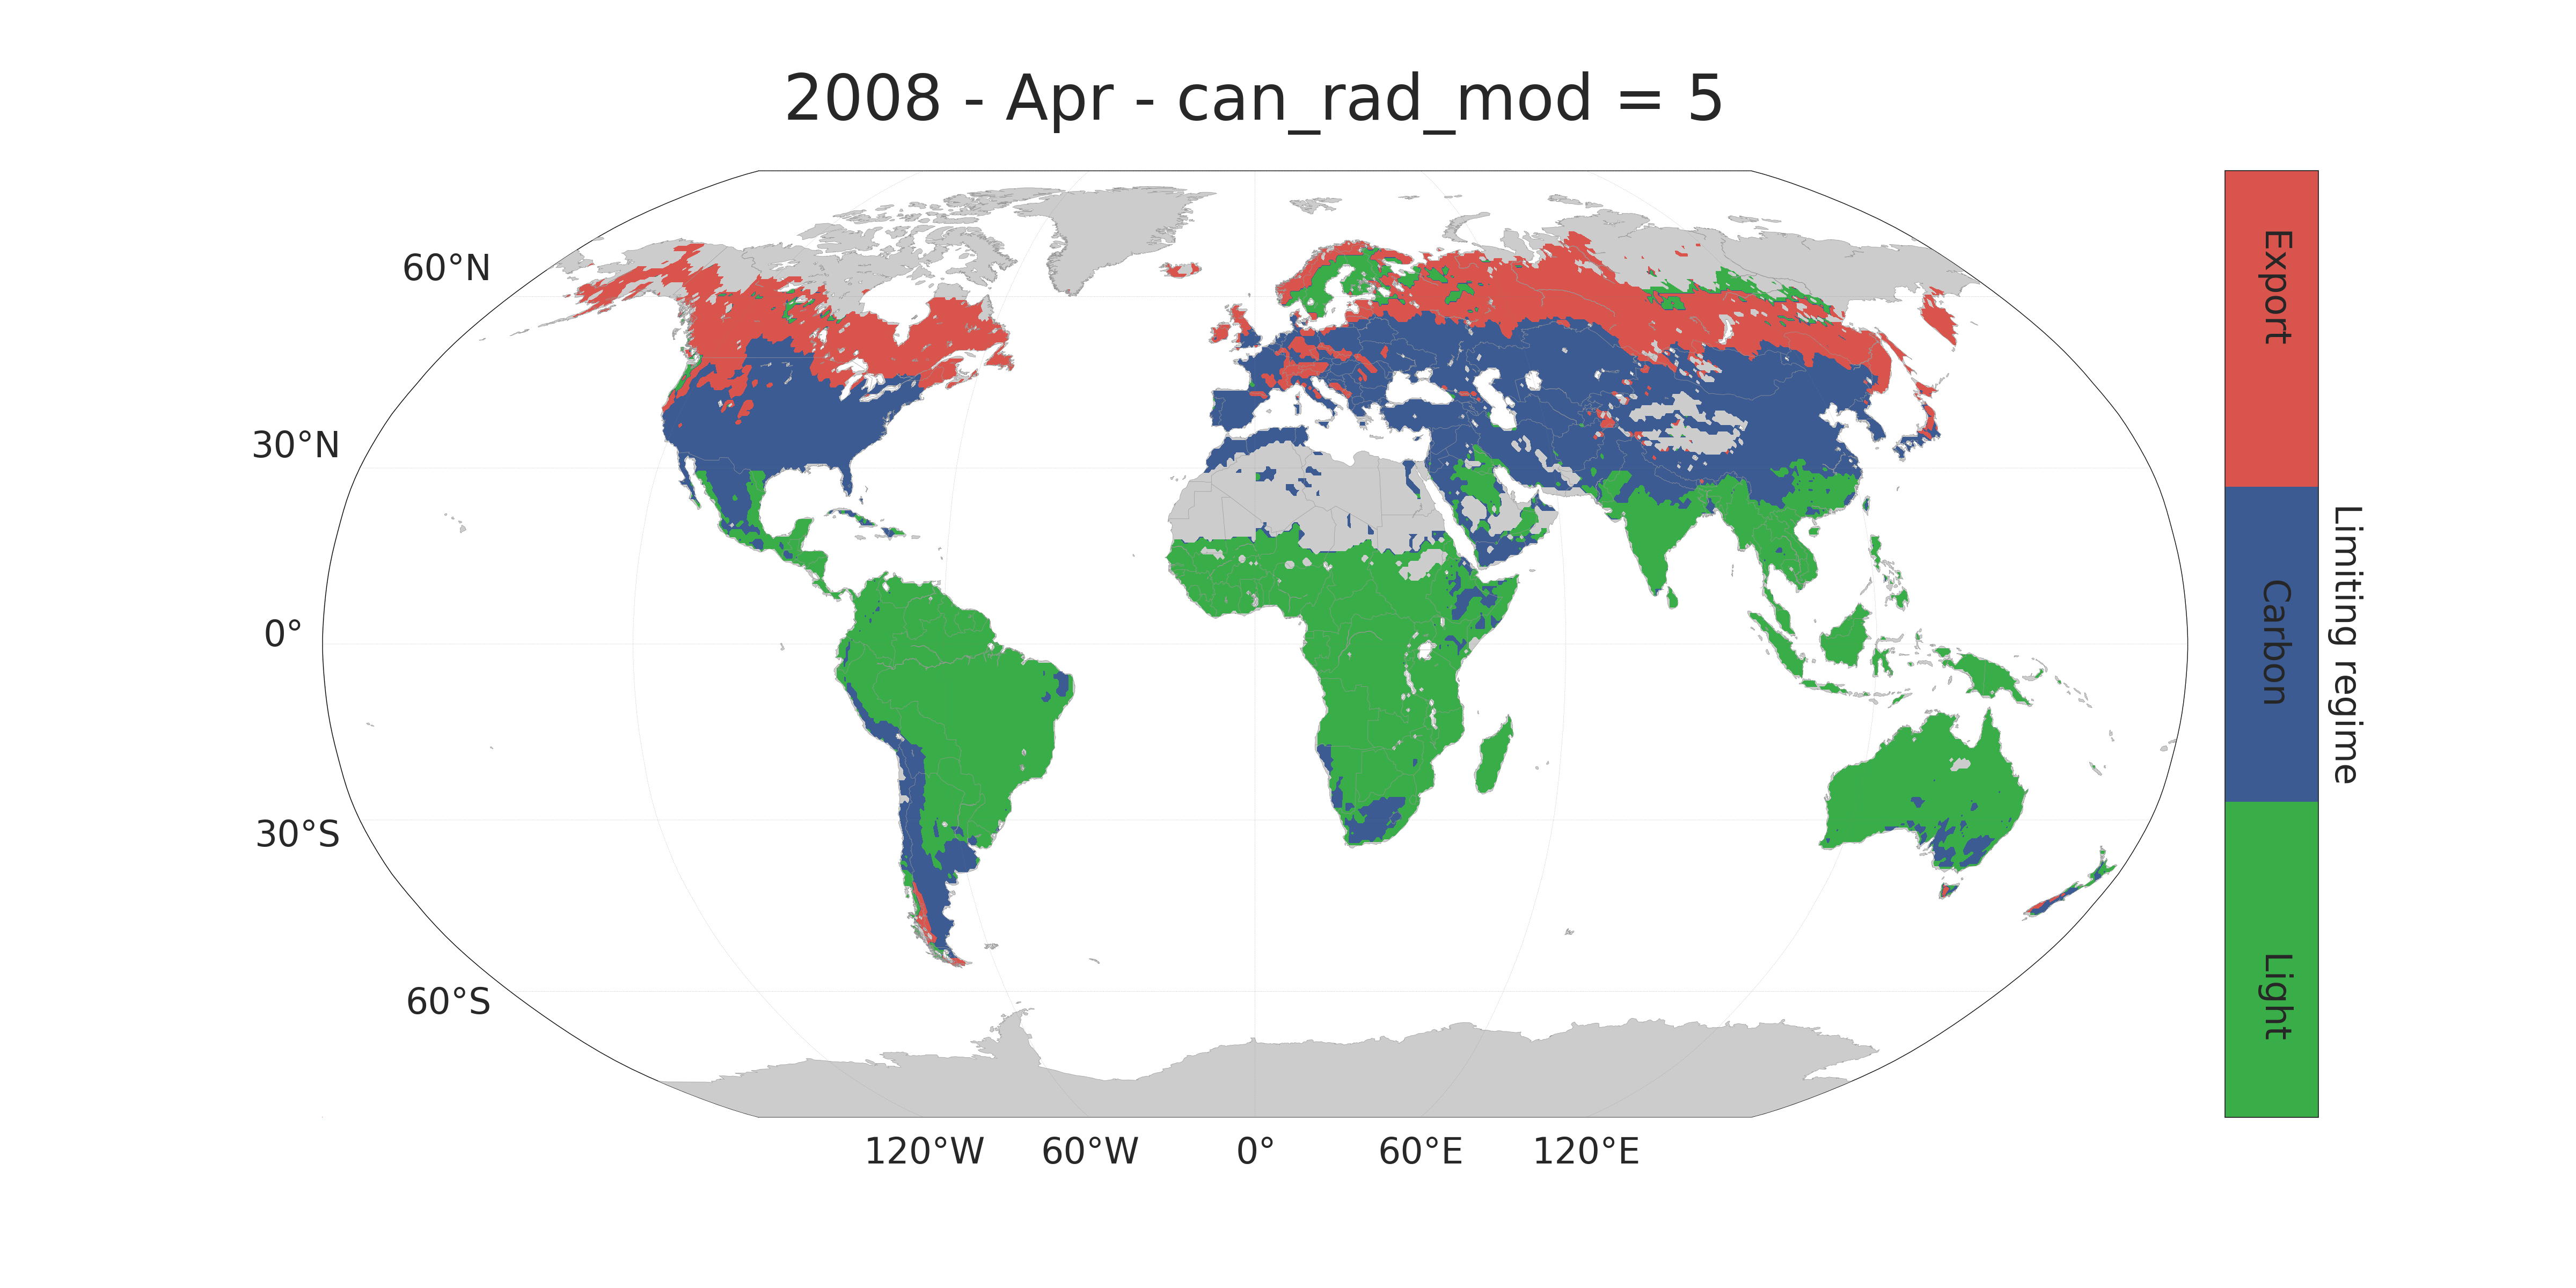 2008 - Apr - can_rad_mod = 5
60°N
30°N
0°
30°S
60°S
120°W
60°W
0°
60°E
120°E
Export
Carbon
Light
Limiting regime